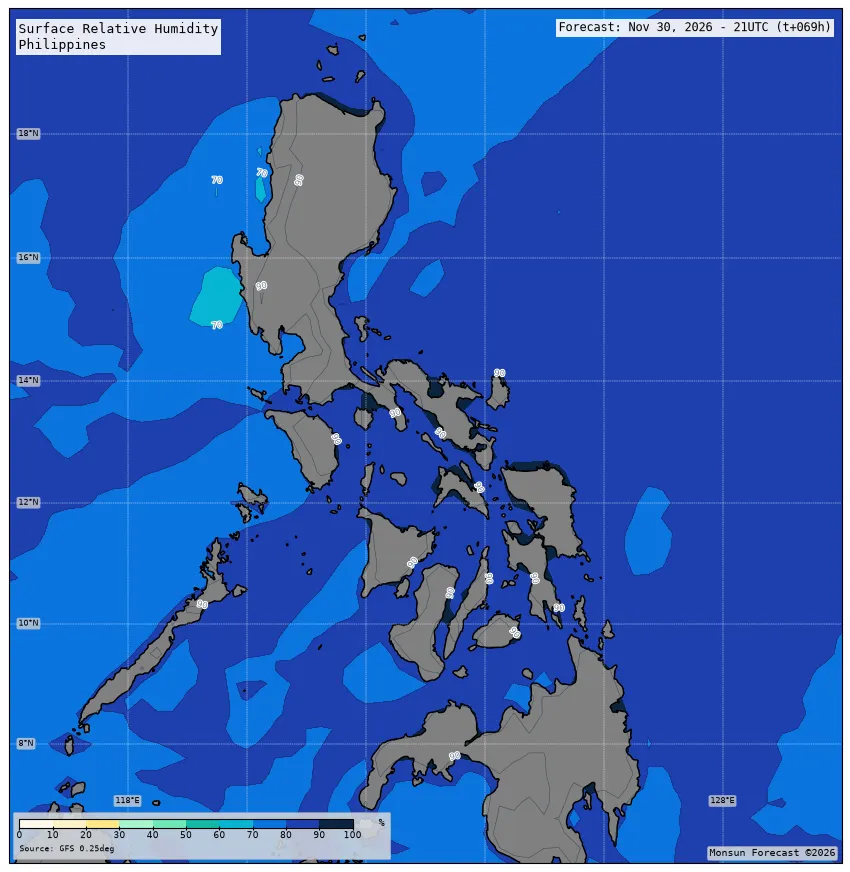 Surface Relative Humidity
Philippines
Forecast: Nov 30, 2026 - 21UTC (t+069h)
18°N
70
70
90
16°N
90
70
14°N
90
90
90
90
12°N
90
90
90
90
90
90
90
90
10°N
90
8°N
90
118°E
128°E
%
0 10 20 30 40 50 60 70 80 90 100
Source: GFS 0.25deg
Monsun Forecast ©2026